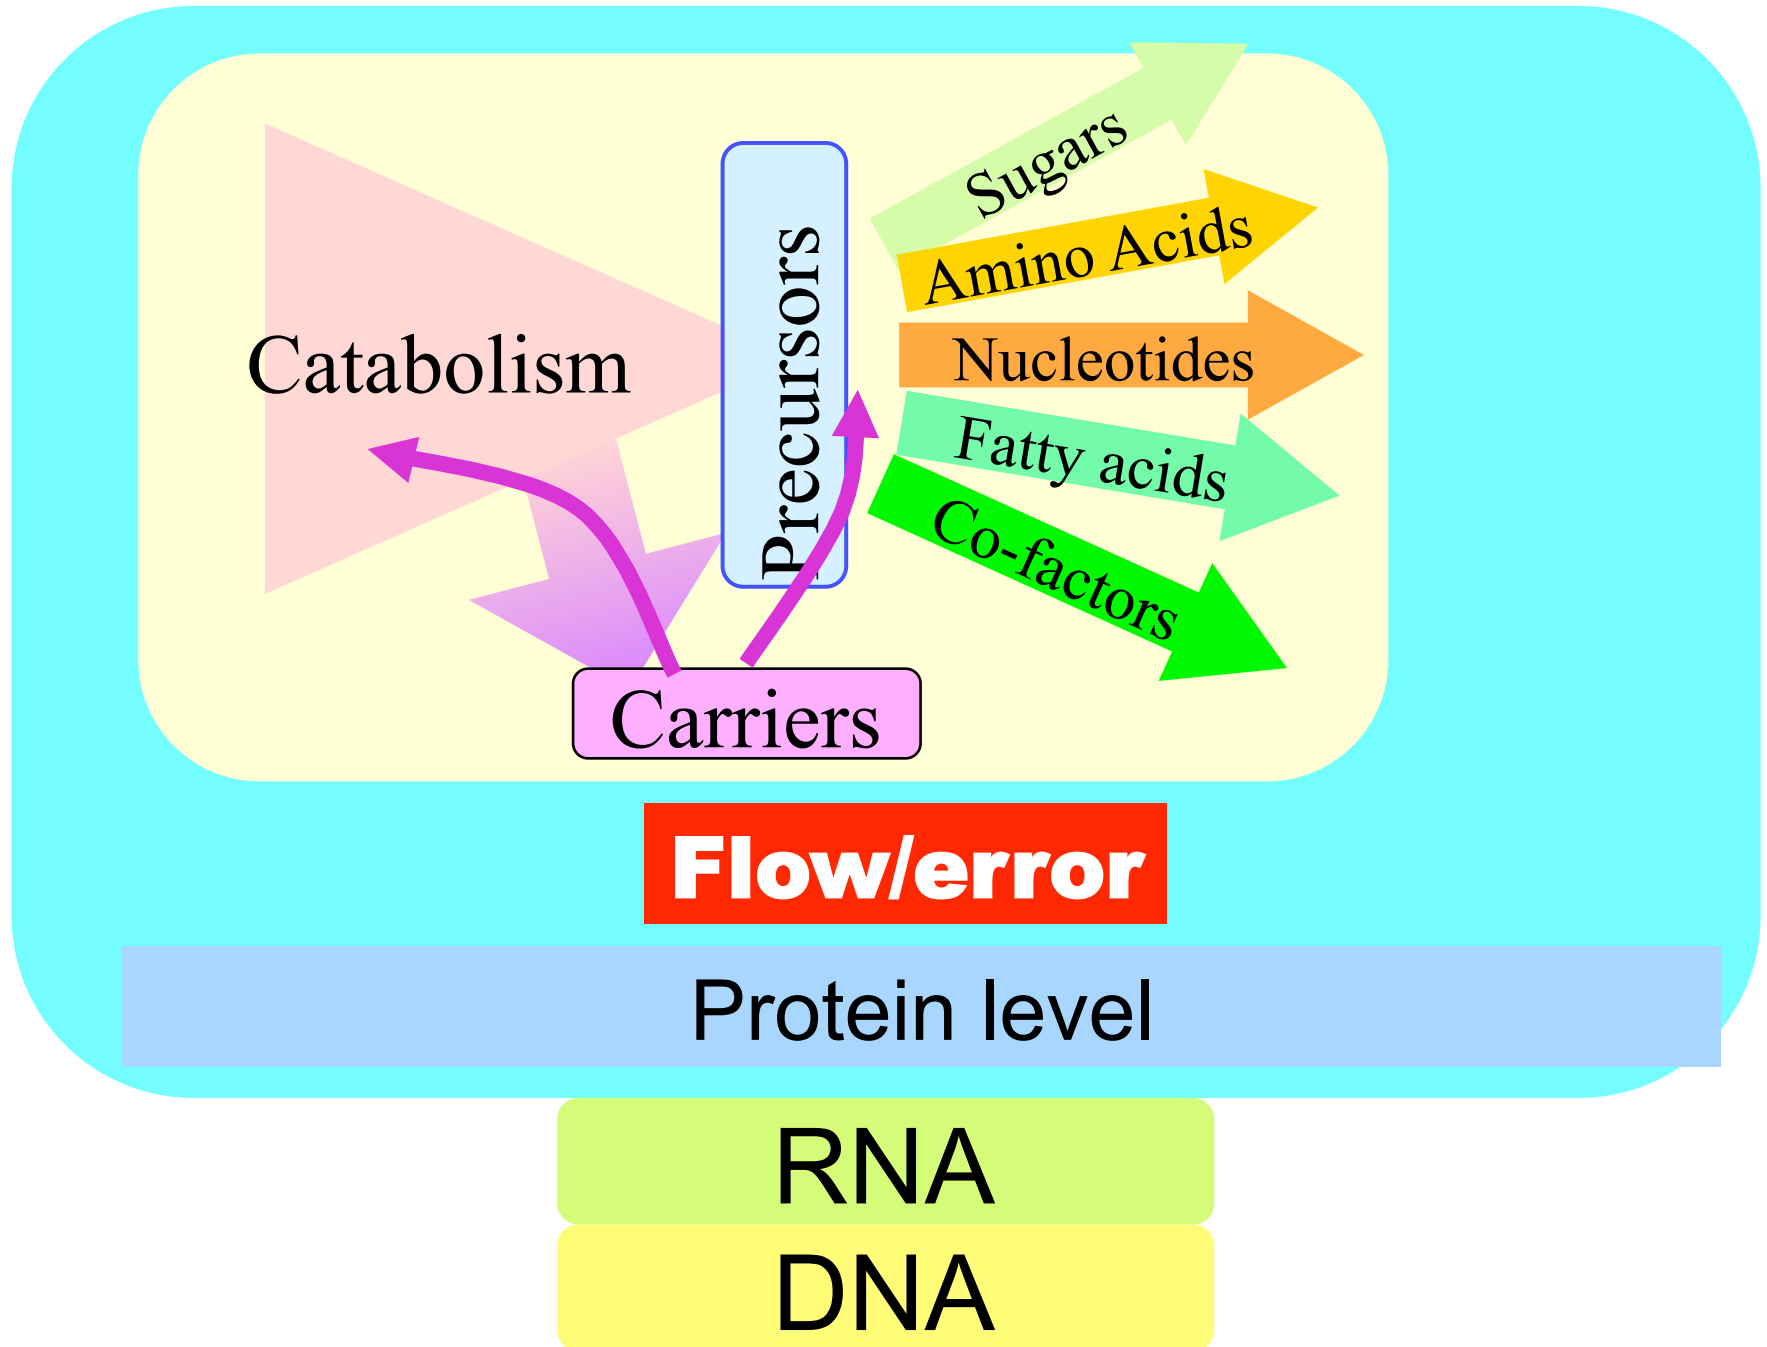 Sugars
Amino Acids
Nucleotides
Fatty acids
Co-factors
Catabolism
Precursors
Carriers
Flow/error
Protein level
RNA
DNA